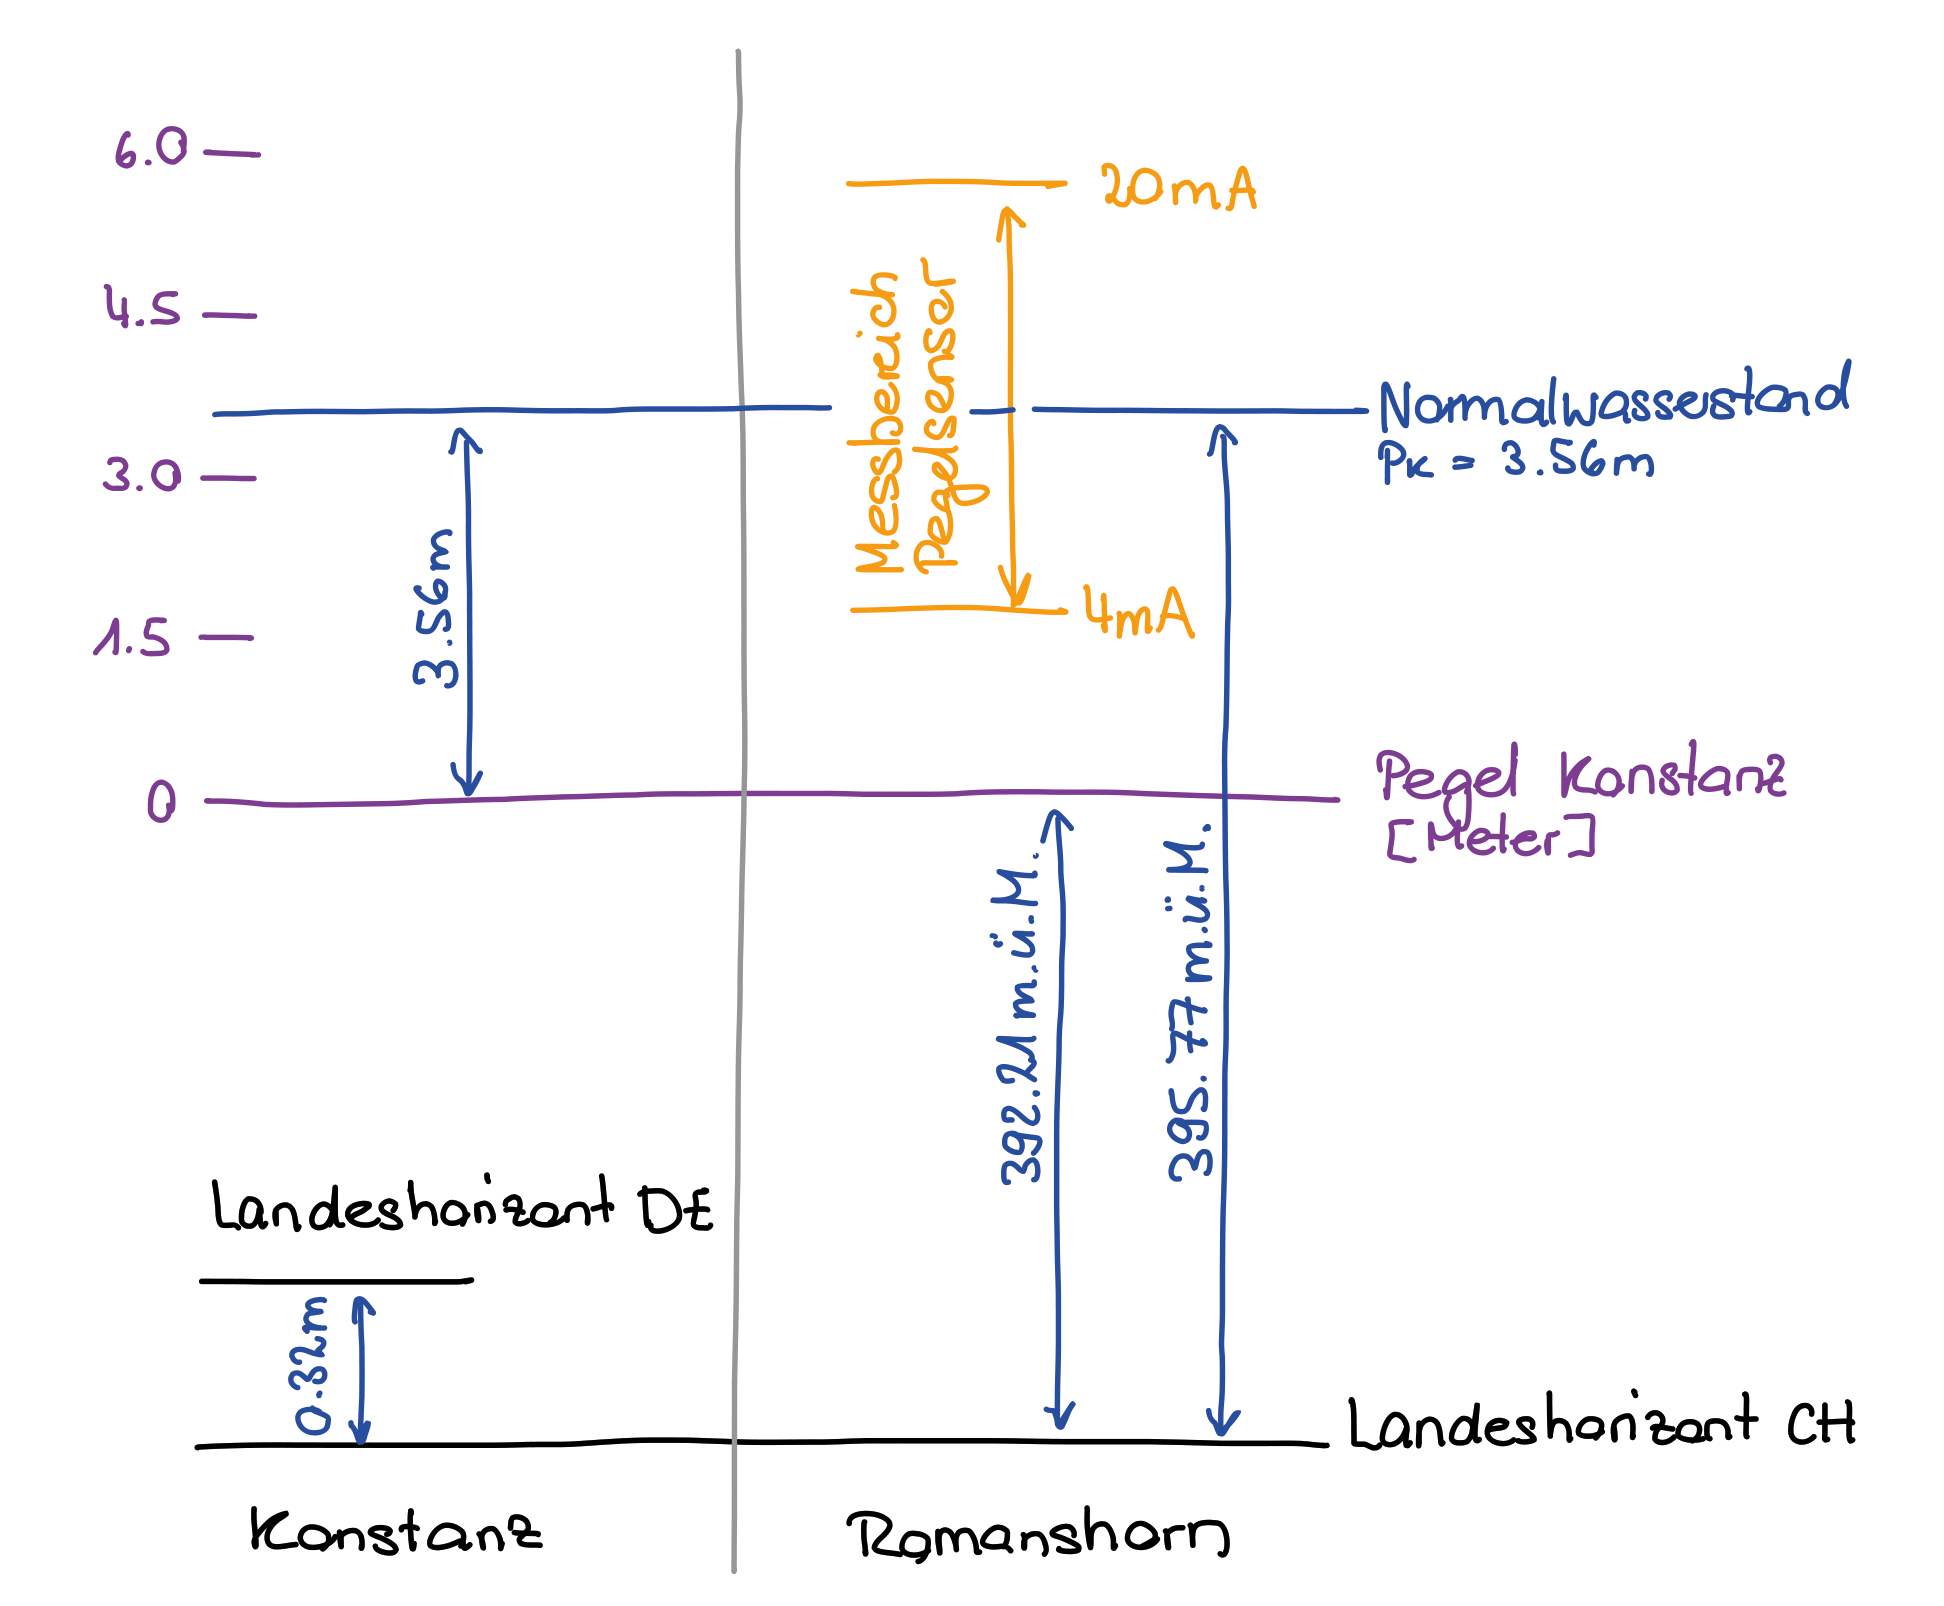 6.0
20mA
4.5
Messbereich
Pegelsensor
Normalwassestand
PK = 3.56m
3.0
3.56m
4mA
1.5
Pegel Konstanz
[Meter]
0
392.21 m.ü.M.
395.77 m.ü.M.
Landeshorizont DE
0.32m
Landeshorizont CH
Konstanz
Romanshorn